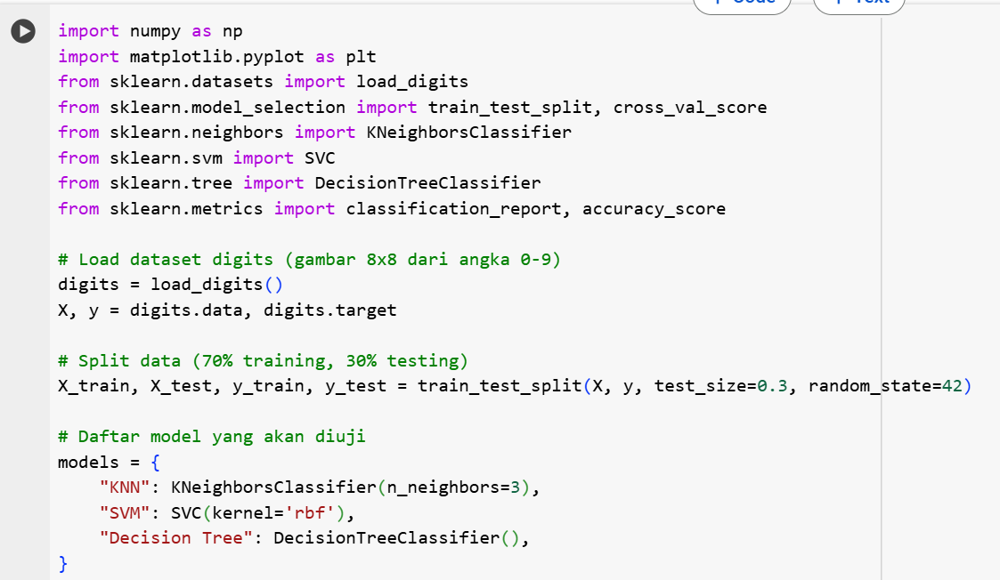 + Code + Text
import numpy as np
import matplotlib.pyplot as plt
from sklearn.datasets import load_digits
from sklearn.model_selection import train_test_split, cross_val_score
from sklearn.neighbors import KNeighborsClassifier
from sklearn.svm import SVC
from sklearn.tree import DecisionTreeClassifier
from sklearn.metrics import classification_report, accuracy_score
# Load dataset digits (gambar 8x8 dari angka 0-9)
digits = load_digits()
X, y = digits.data, digits.target
# Split data (70% training, 30% testing)
X_train, X_test, y_train, y_test = train_test_split(X, y, test_size=0.3, random_state=42)
# Daftar model yang akan diuji
models = {
    "KNN": KNeighborsClassifier(n_neighbors=3),
    "SVM": SVC(kernel='rbf'),
    "Decision Tree": DecisionTreeClassifier(),
}